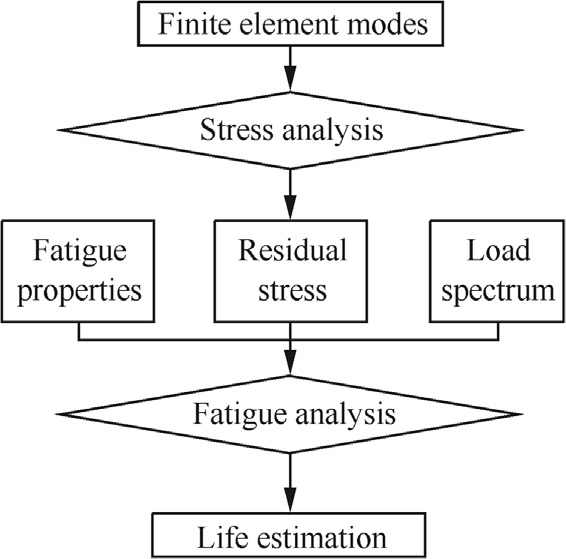 Finite element modes
Stress analysis
Fatigue
properties
Residual
stress
Load
spectrum
Fatigue analysis
Life estimation